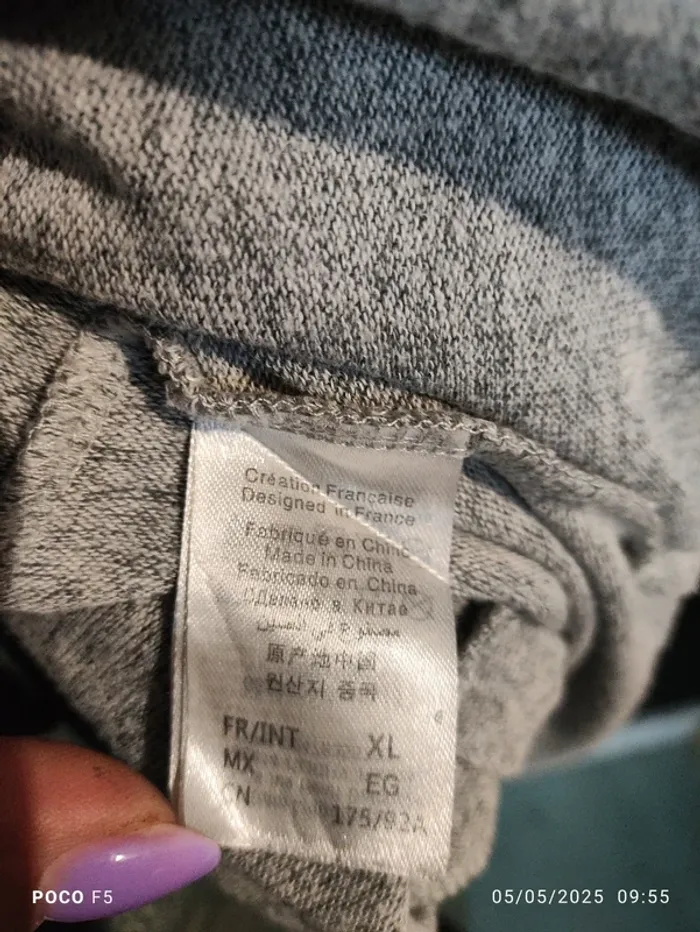 Création Française
Designed in France
Fabriqué en Chine
Made in China
Fabricado en China
Сделано в Китае
原产地中国
원산지 중국
FR/INT XL
MX EG
CN 175/92A
POCO F5
05/05/2025 09:55